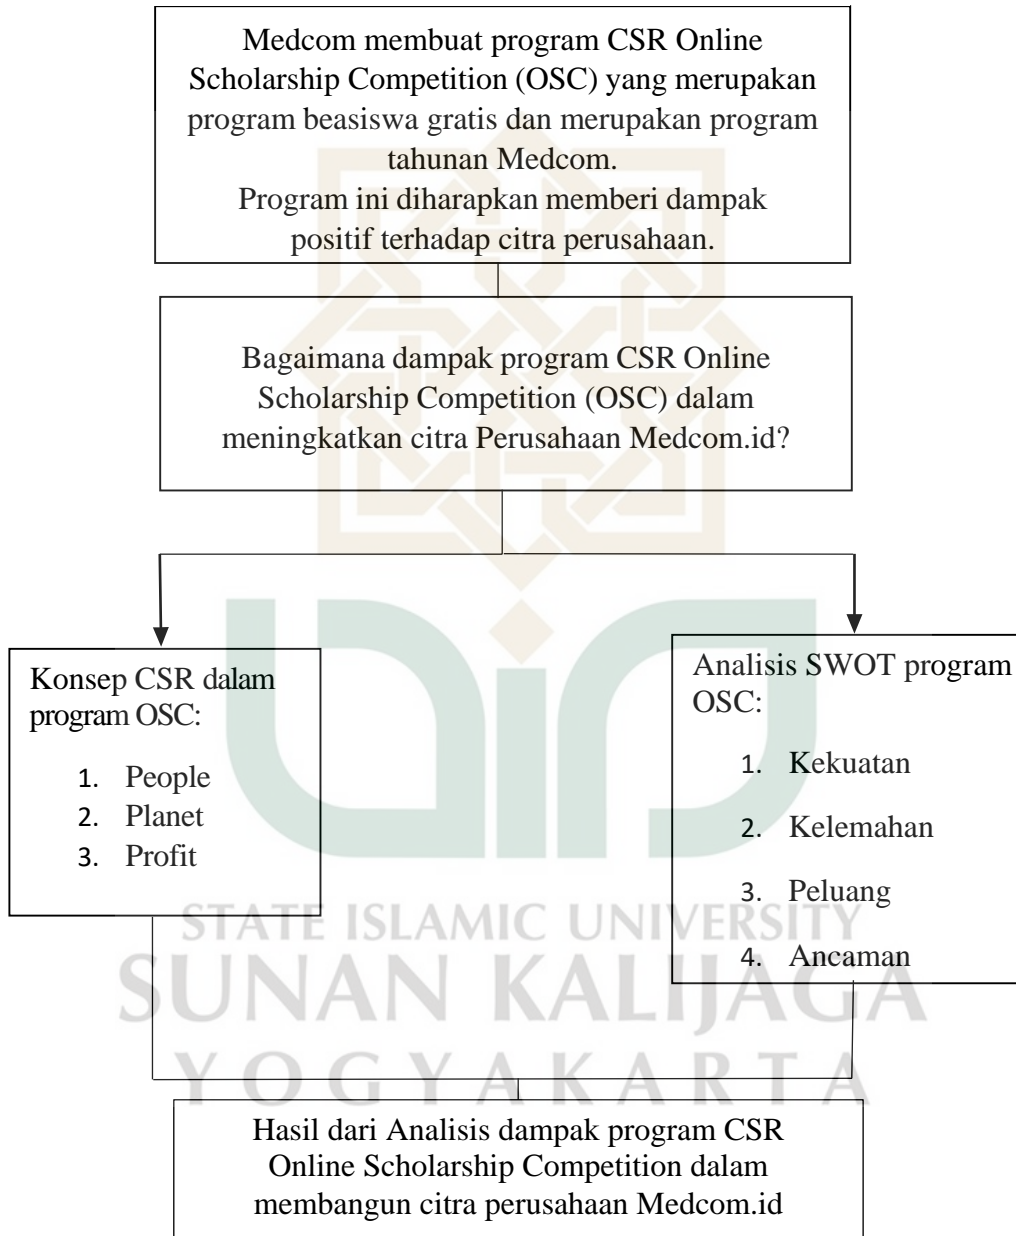 Medcom membuat program CSR Online
Scholarship Competition (OSC) yang merupakan
program beasiswa gratis dan merupakan program
tahunan Medcom.
Program ini diharapkan memberi dampak
positif terhadap citra perusahaan.
Bagaimana dampak program CSR Online
Scholarship Competition (OSC) dalam
meningkatkan citra Perusahaan Medcom.id?
Konsep CSR dalam
program OSC:
1. People
2. Planet
3. Profit
Analisis SWOT program
OSC:
1. Kekuatan
2. Kelemahan
3. Peluang
4. Ancaman
STATE ISLAMIC UNIVERSITY
SUNAN KALIJAGA
YOGYAKARTA
Hasil dari Analisis dampak program CSR
Online Scholarship Competition dalam
membangun citra perusahaan Medcom.id